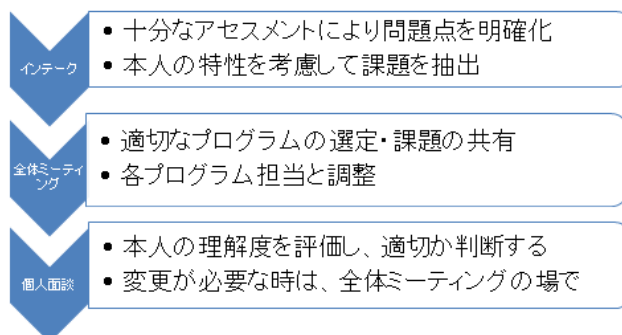 インテーク
• 十分なアセスメントにより問題点を明確化
• 本人の特性を考慮して課題を抽出
全体ミーティ
ング
• 適切なプログラムの選定・課題の共有
• 各プログラム担当と調整
個人面談
• 本人の理解度を評価し、適切か判断する
• 変更が必要な時は、全体ミーティングの場で